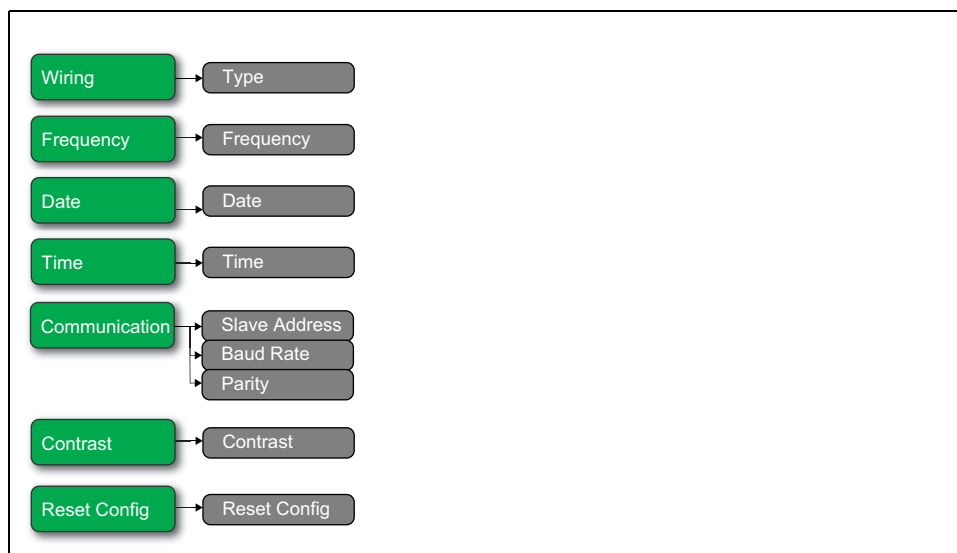 Wiring
Type
Frequency
Frequency
Date
Date
Time
Time
Communication
Slave Address
Baud Rate
Parity
Contrast
Contrast
Reset Config
Reset Config